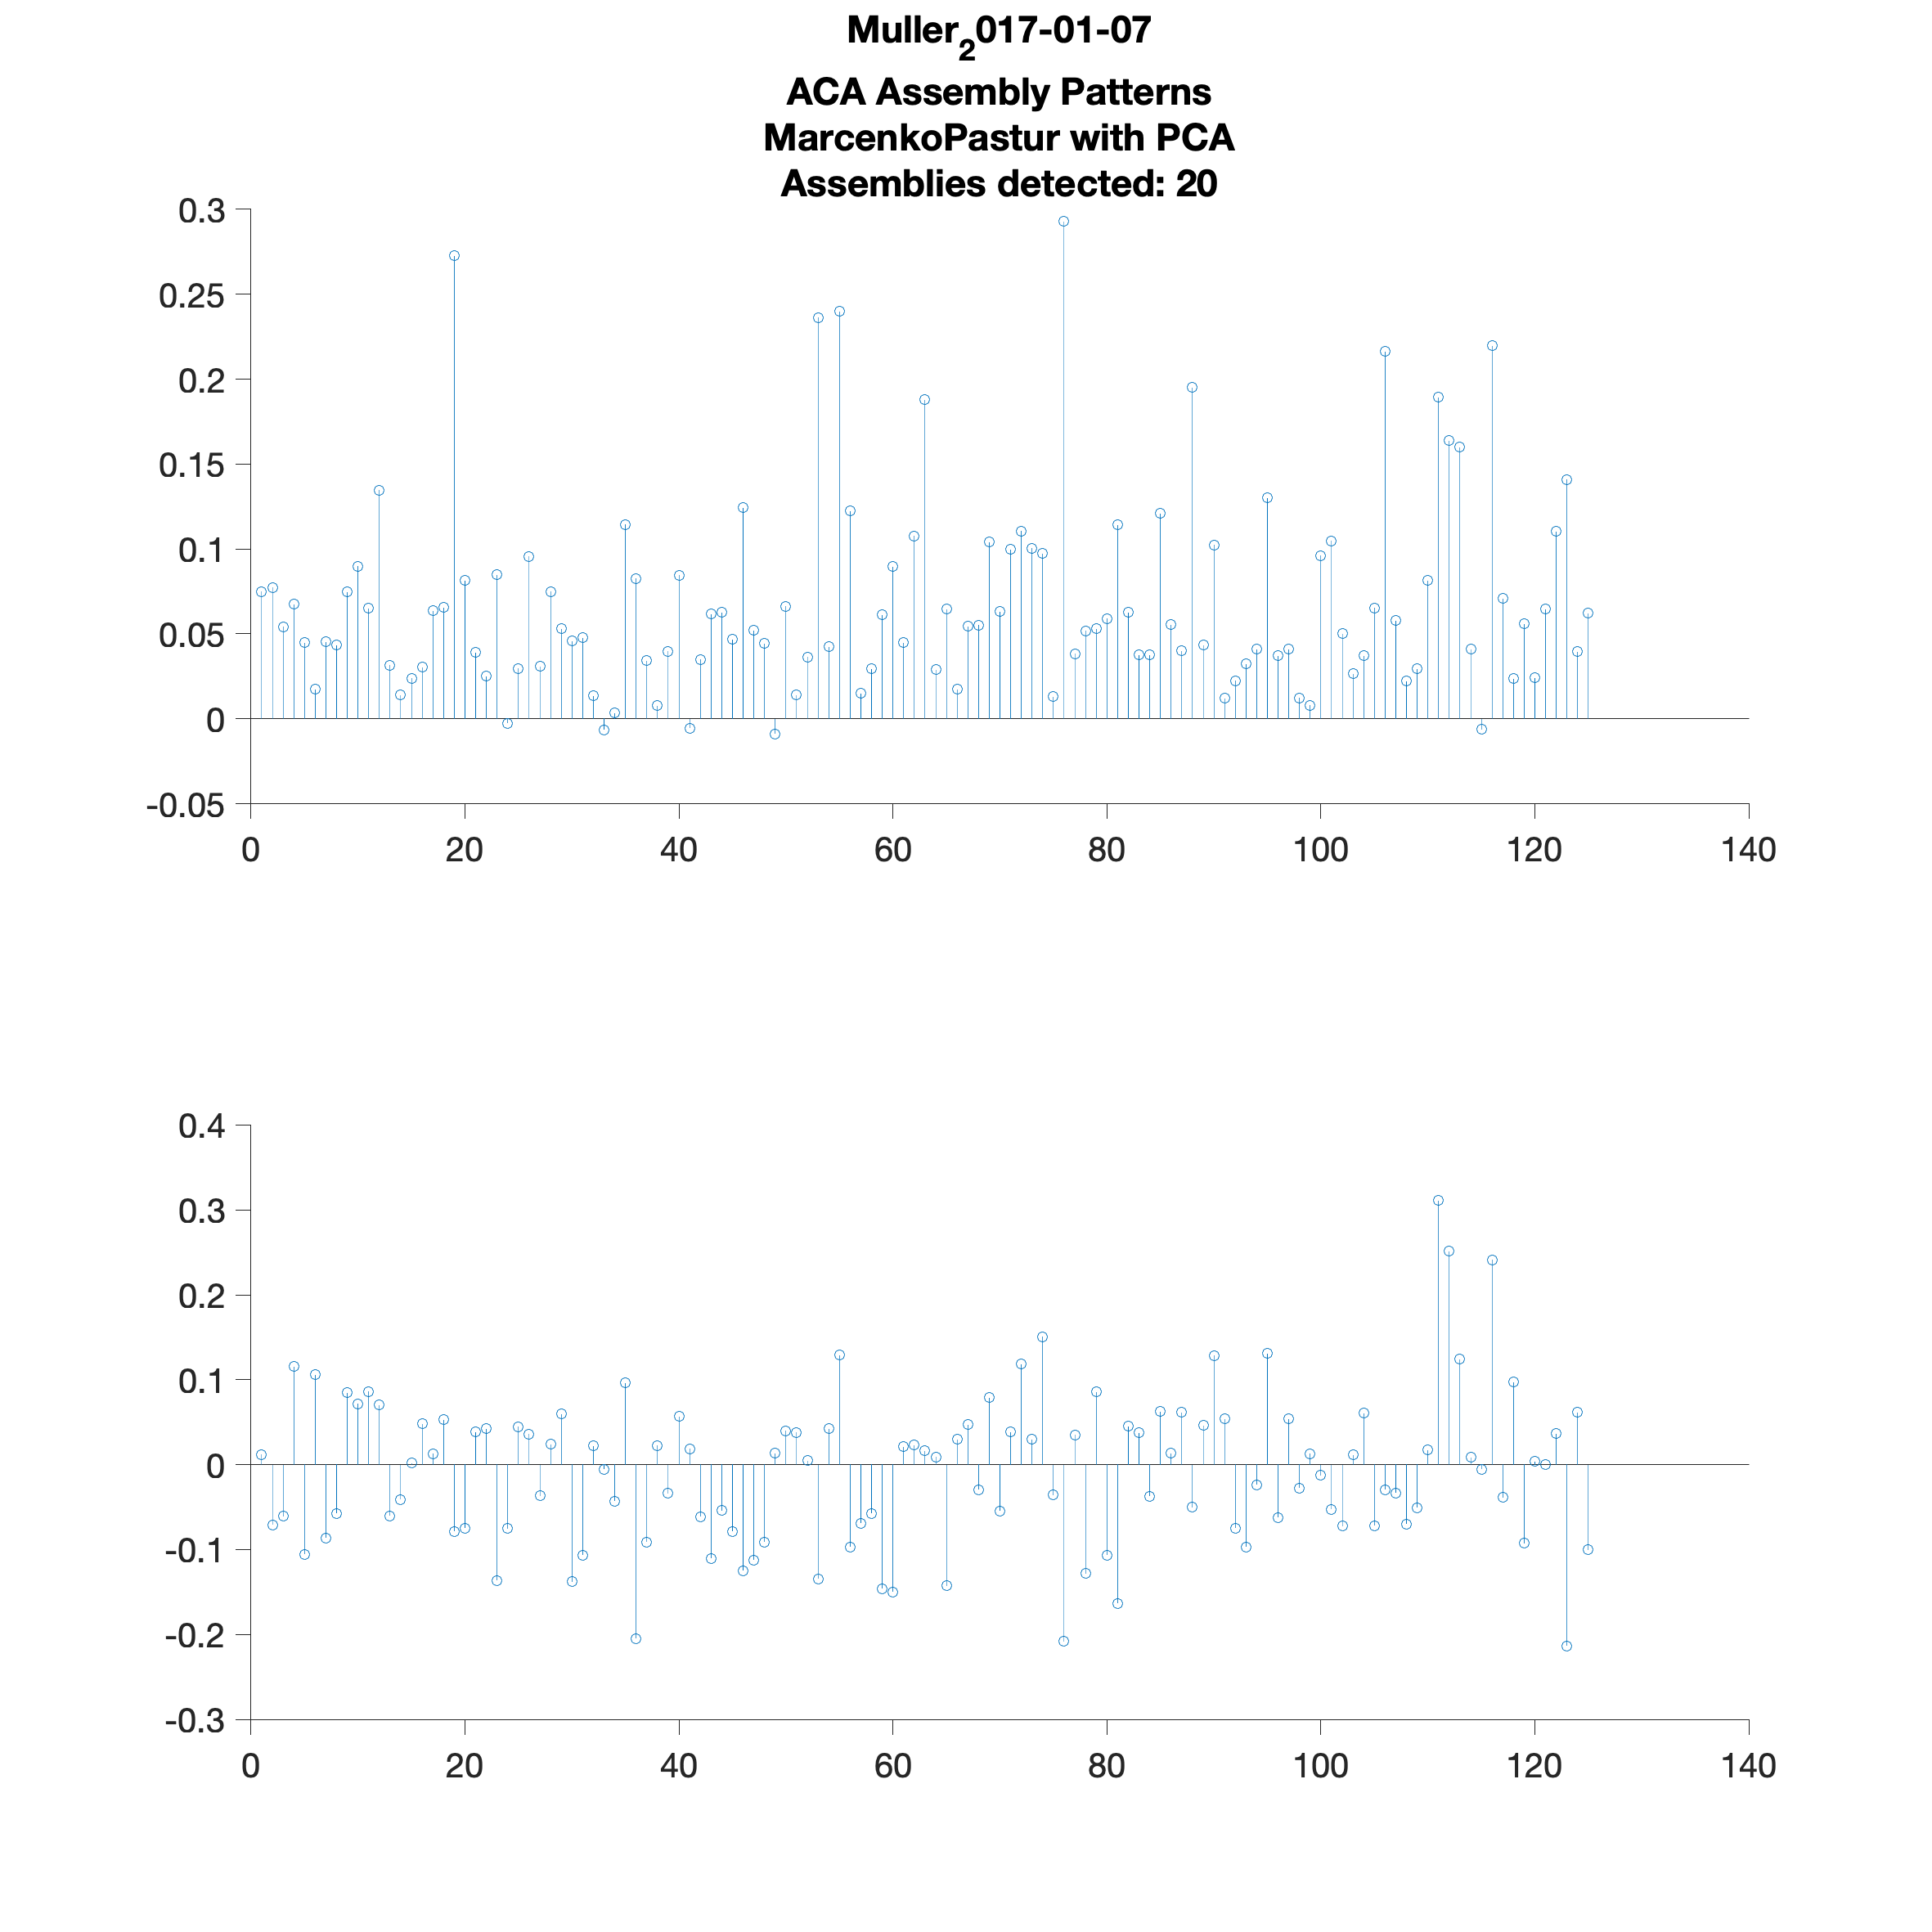 Muller₂017-01-07
ACA Assembly Patterns
MarcenkoPastur with PCA
Assemblies detected: 20
0.3
0.25
0.2
0.15
0.1
0.05
0
-0.05
0 20 40 60 80 100 120 140
0.4
0.3
0.2
0.1
0
-0.1
-0.2
-0.3
0 20 40 60 80 100 120 140